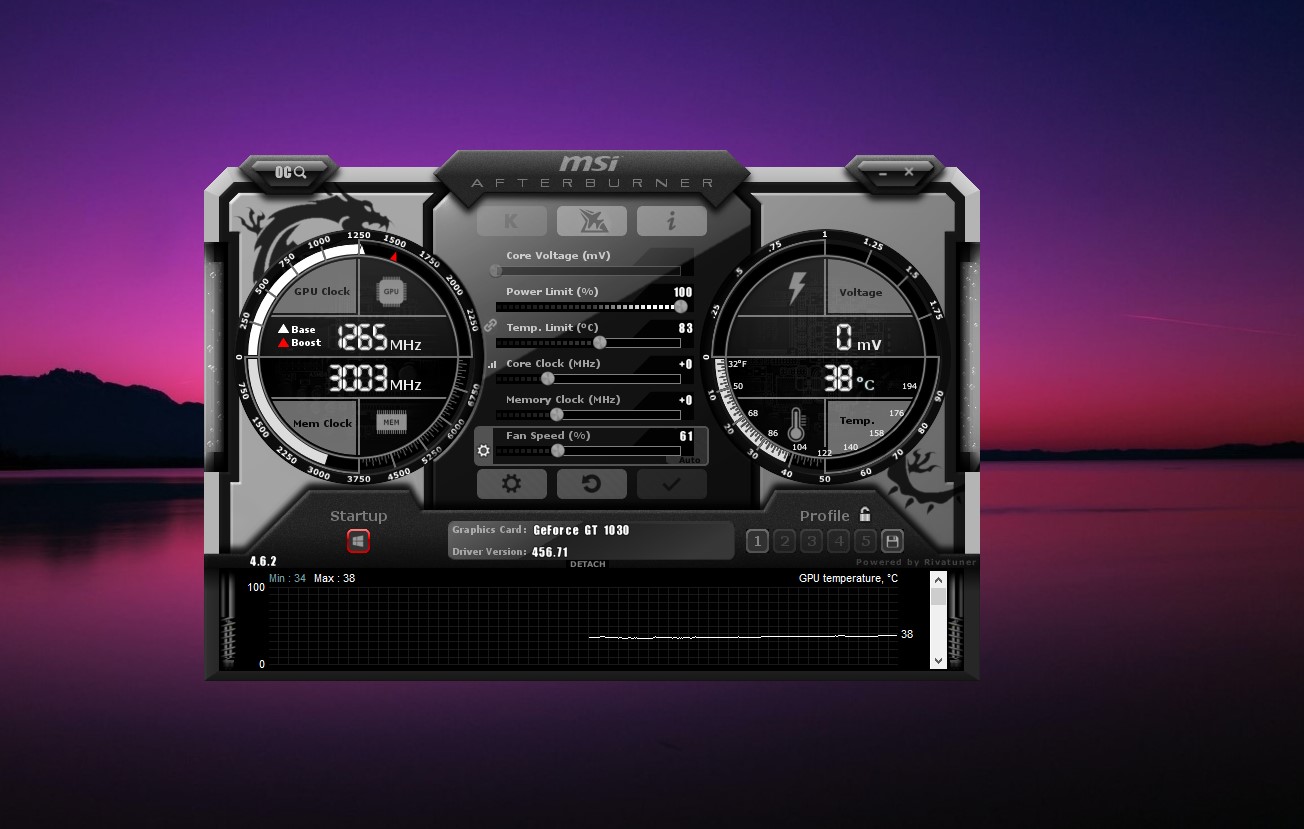 OC
msi
AFTERBURNER
K
i
GPU Clock
GPU
Base
Boost
1265 MHz
3003 MHz
Mem Clock
MEM
0
250
500
750
1000
1250
1500
1750
2000
2250
0
750
1500
2250
3000
3750
4500
5250
6000
6750
Core Voltage (mV)
Power Limit (%) 100
Temp. Limit (°C) 83
Core Clock (MHz) +0
Memory Clock (MHz) +0
Fan Speed (%) 61
Auto
0
.25
.5
.75
1
1.25
1.5
1.75
Voltage
0 mV
38 °C
Temp.
32°F
50
68
86
104
122
140
158
176
194
10
20
30
40
50
60
70
80
90
Startup
Graphics Card: GeForce GT 1030
Driver Version: 456.71
DETACH
Profile
1 2 3 4 5
4.6.2
Powered by Rivatuner
Min : 34 Max : 38
GPU temperature, °C
100
38
0